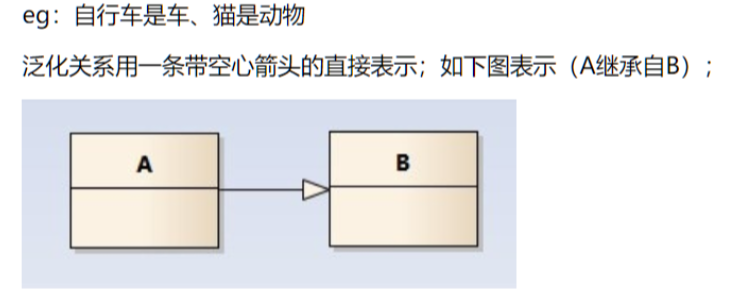 eg：自行车是车、猫是动物
泛化关系用一条带空心箭头的直接表示；如下图表示（A继承自B）；
A
B